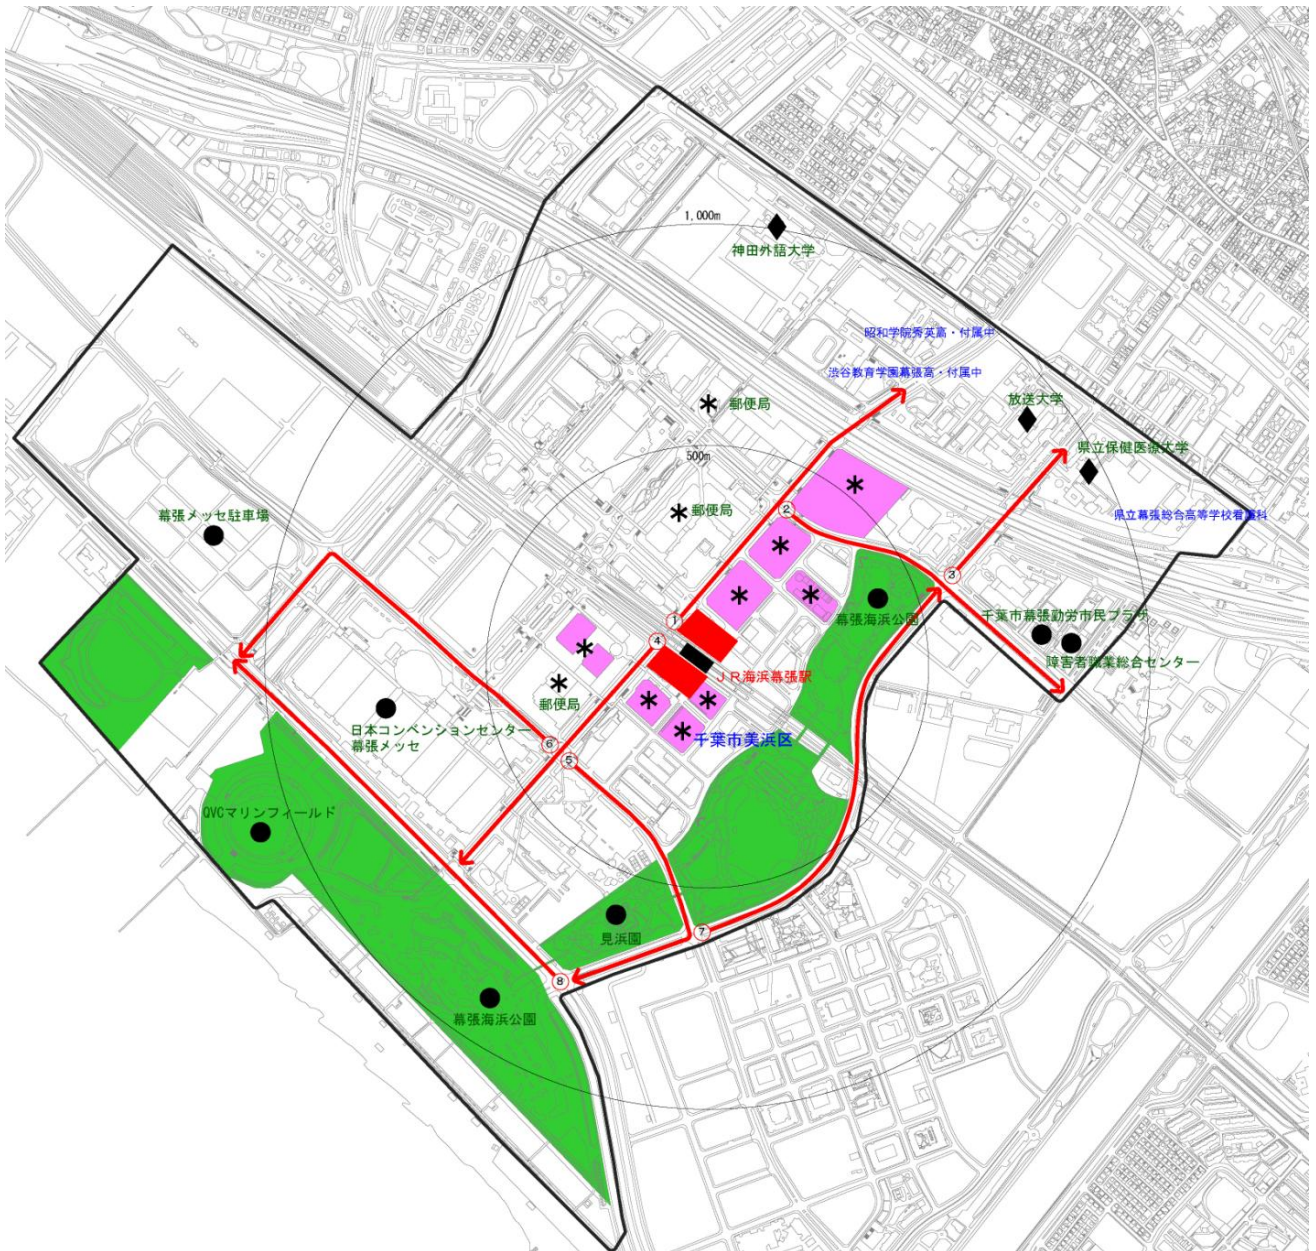 1,000m
神田外語大学
昭和学院秀英高・付属中
渋谷教育学園幕張高・付属中
放送大学
郵便局
県立保健医療大学
500m
幕張メッセ駐車場
郵便局
②
県立幕張総合高等学校看護科
③
幕張海浜公園
千葉市幕張勤労市民プラザ
①
④
障害者職業総合センター
ＪＲ海浜幕張駅
郵便局
日本コンベンションセンター
幕張メッセ
千葉市美浜区
⑥
⑤
QVCマリンフィールド
見浜園
⑦
⑧
幕張海浜公園